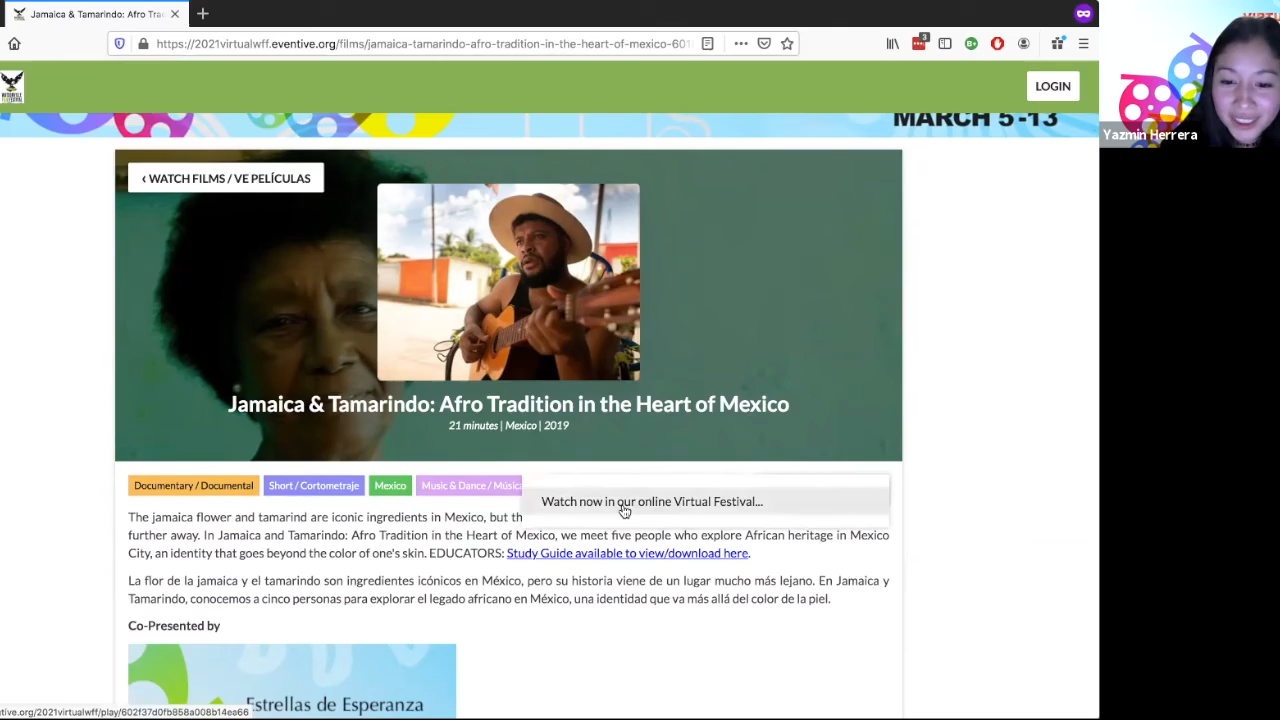 Jamaica & Tamarindo: Afro Tra
https://2021virtualwff.eventive.org/films/jamaica-tamarindo-afro-tradition-in-the-heart-of-mexico-601
3
LOGIN
MARCH 5-13
Yazmin Herrera
‹ WATCH FILMS / VE PELÍCULAS
Jamaica & Tamarindo: Afro Tradition in the Heart of Mexico
21 minutes | Mexico | 2019
Documentary / Documental
Short / Cortometraje
Mexico
Music & Dance / Música
Watch now in our online Virtual Festival...
The jamaica flower and tamarind are iconic ingredients in Mexico, but th
further away. In Jamaica and Tamarindo: Afro Tradition in the Heart of Mexico, we meet five people who explore African heritage in Mexico
City, an identity that goes beyond the color of one's skin. EDUCATORS: Study Guide available to view/download here.
La flor de la jamaica y el tamarindo son ingredientes icónicos en México, pero su historia viene de un lugar mucho más lejano. En Jamaica y
Tamarindo, conocemos a cinco personas para explorar el legado africano en México, una identidad que va más allá del color de la piel.
Co-Presented by
Estrellas de Esperanza
entive.org/2021virtualwff/play/602f37d0fb858a008b14ea66